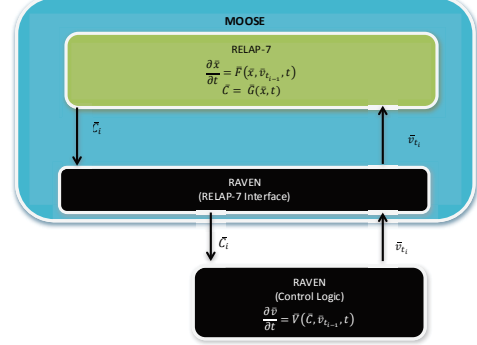 MOOSE
RELAP-7
∂x̄/∂t = F̄(x̄, v̄_{t_{i-1}}, t)
C̄ = Ḡ(x̄, t)
C̄_i
v̄_{t_i}
RAVEN
(RELAP-7 Interface)
C̄_i
v̄_{t_i}
RAVEN
(Control Logic)
∂v̄/∂t = V̄(C̄, v̄_{t_{i-1}}, t)